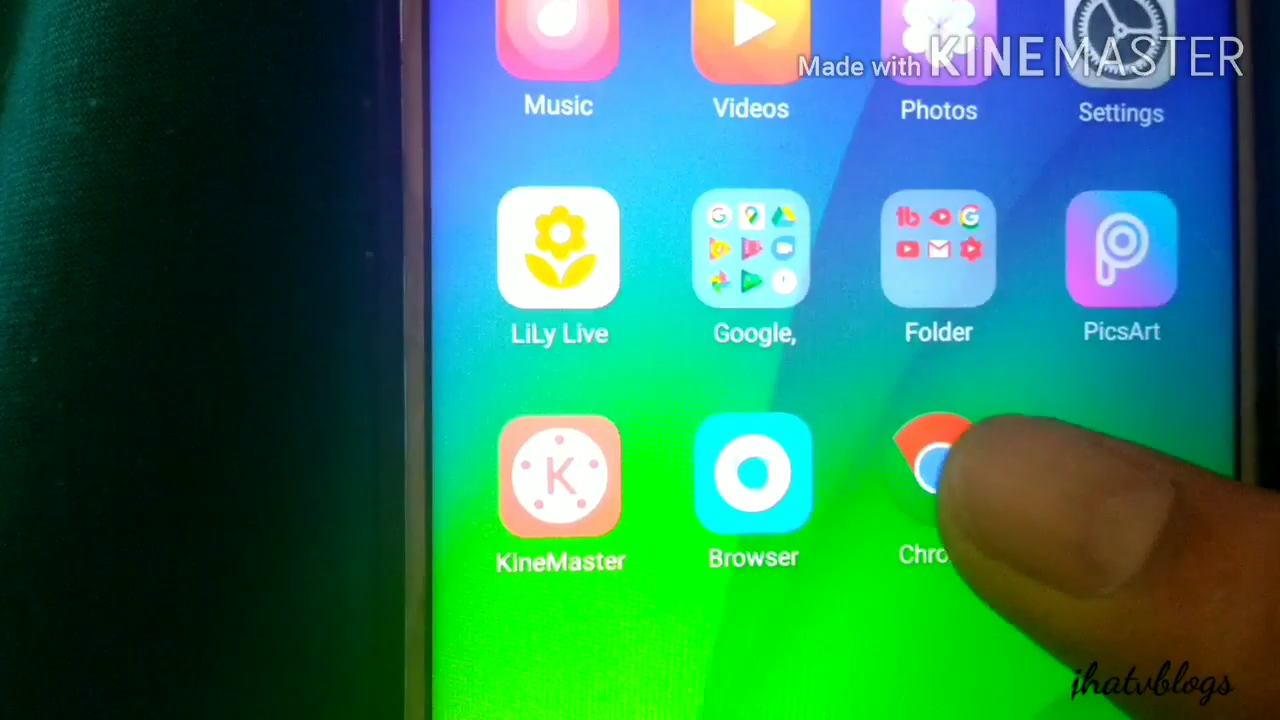 Made with KINEMASTER
Music Videos Photos Settings
LiLy Live Google, Folder PicsArt
K
KineMaster Browser Chro
jhatvblogs